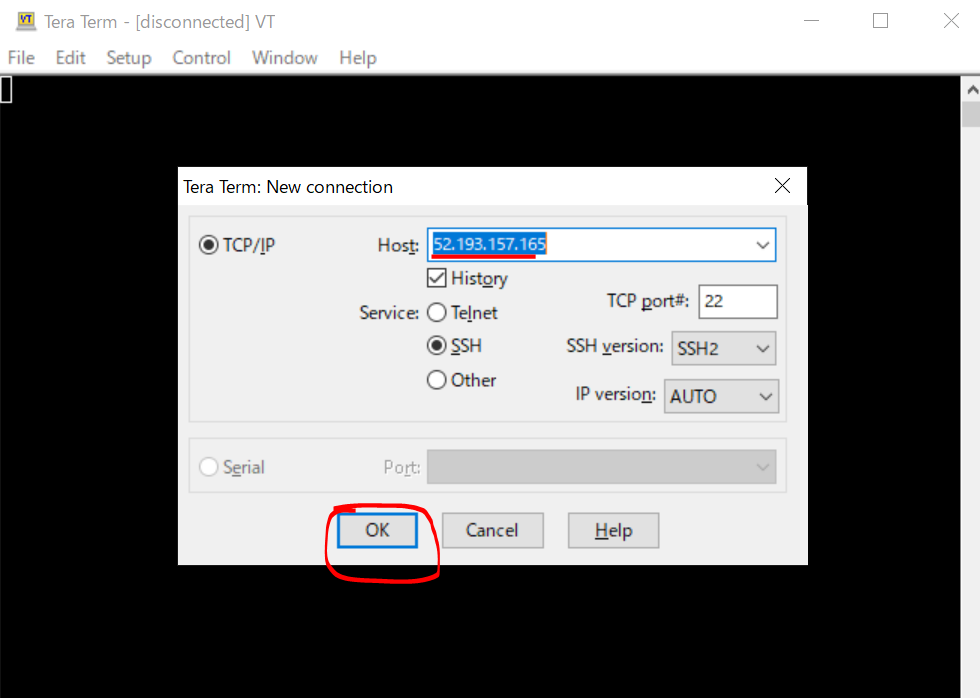 Tera Term - [disconnected] VT
File Edit Setup Control Window Help
Tera Term: New connection
TCP/IP
Host: 52.193.157.165
History
Service: Telnet
TCP port#: 22
SSH
SSH version: SSH2
Other
IP version: AUTO
Serial
Port:
OK Cancel Help